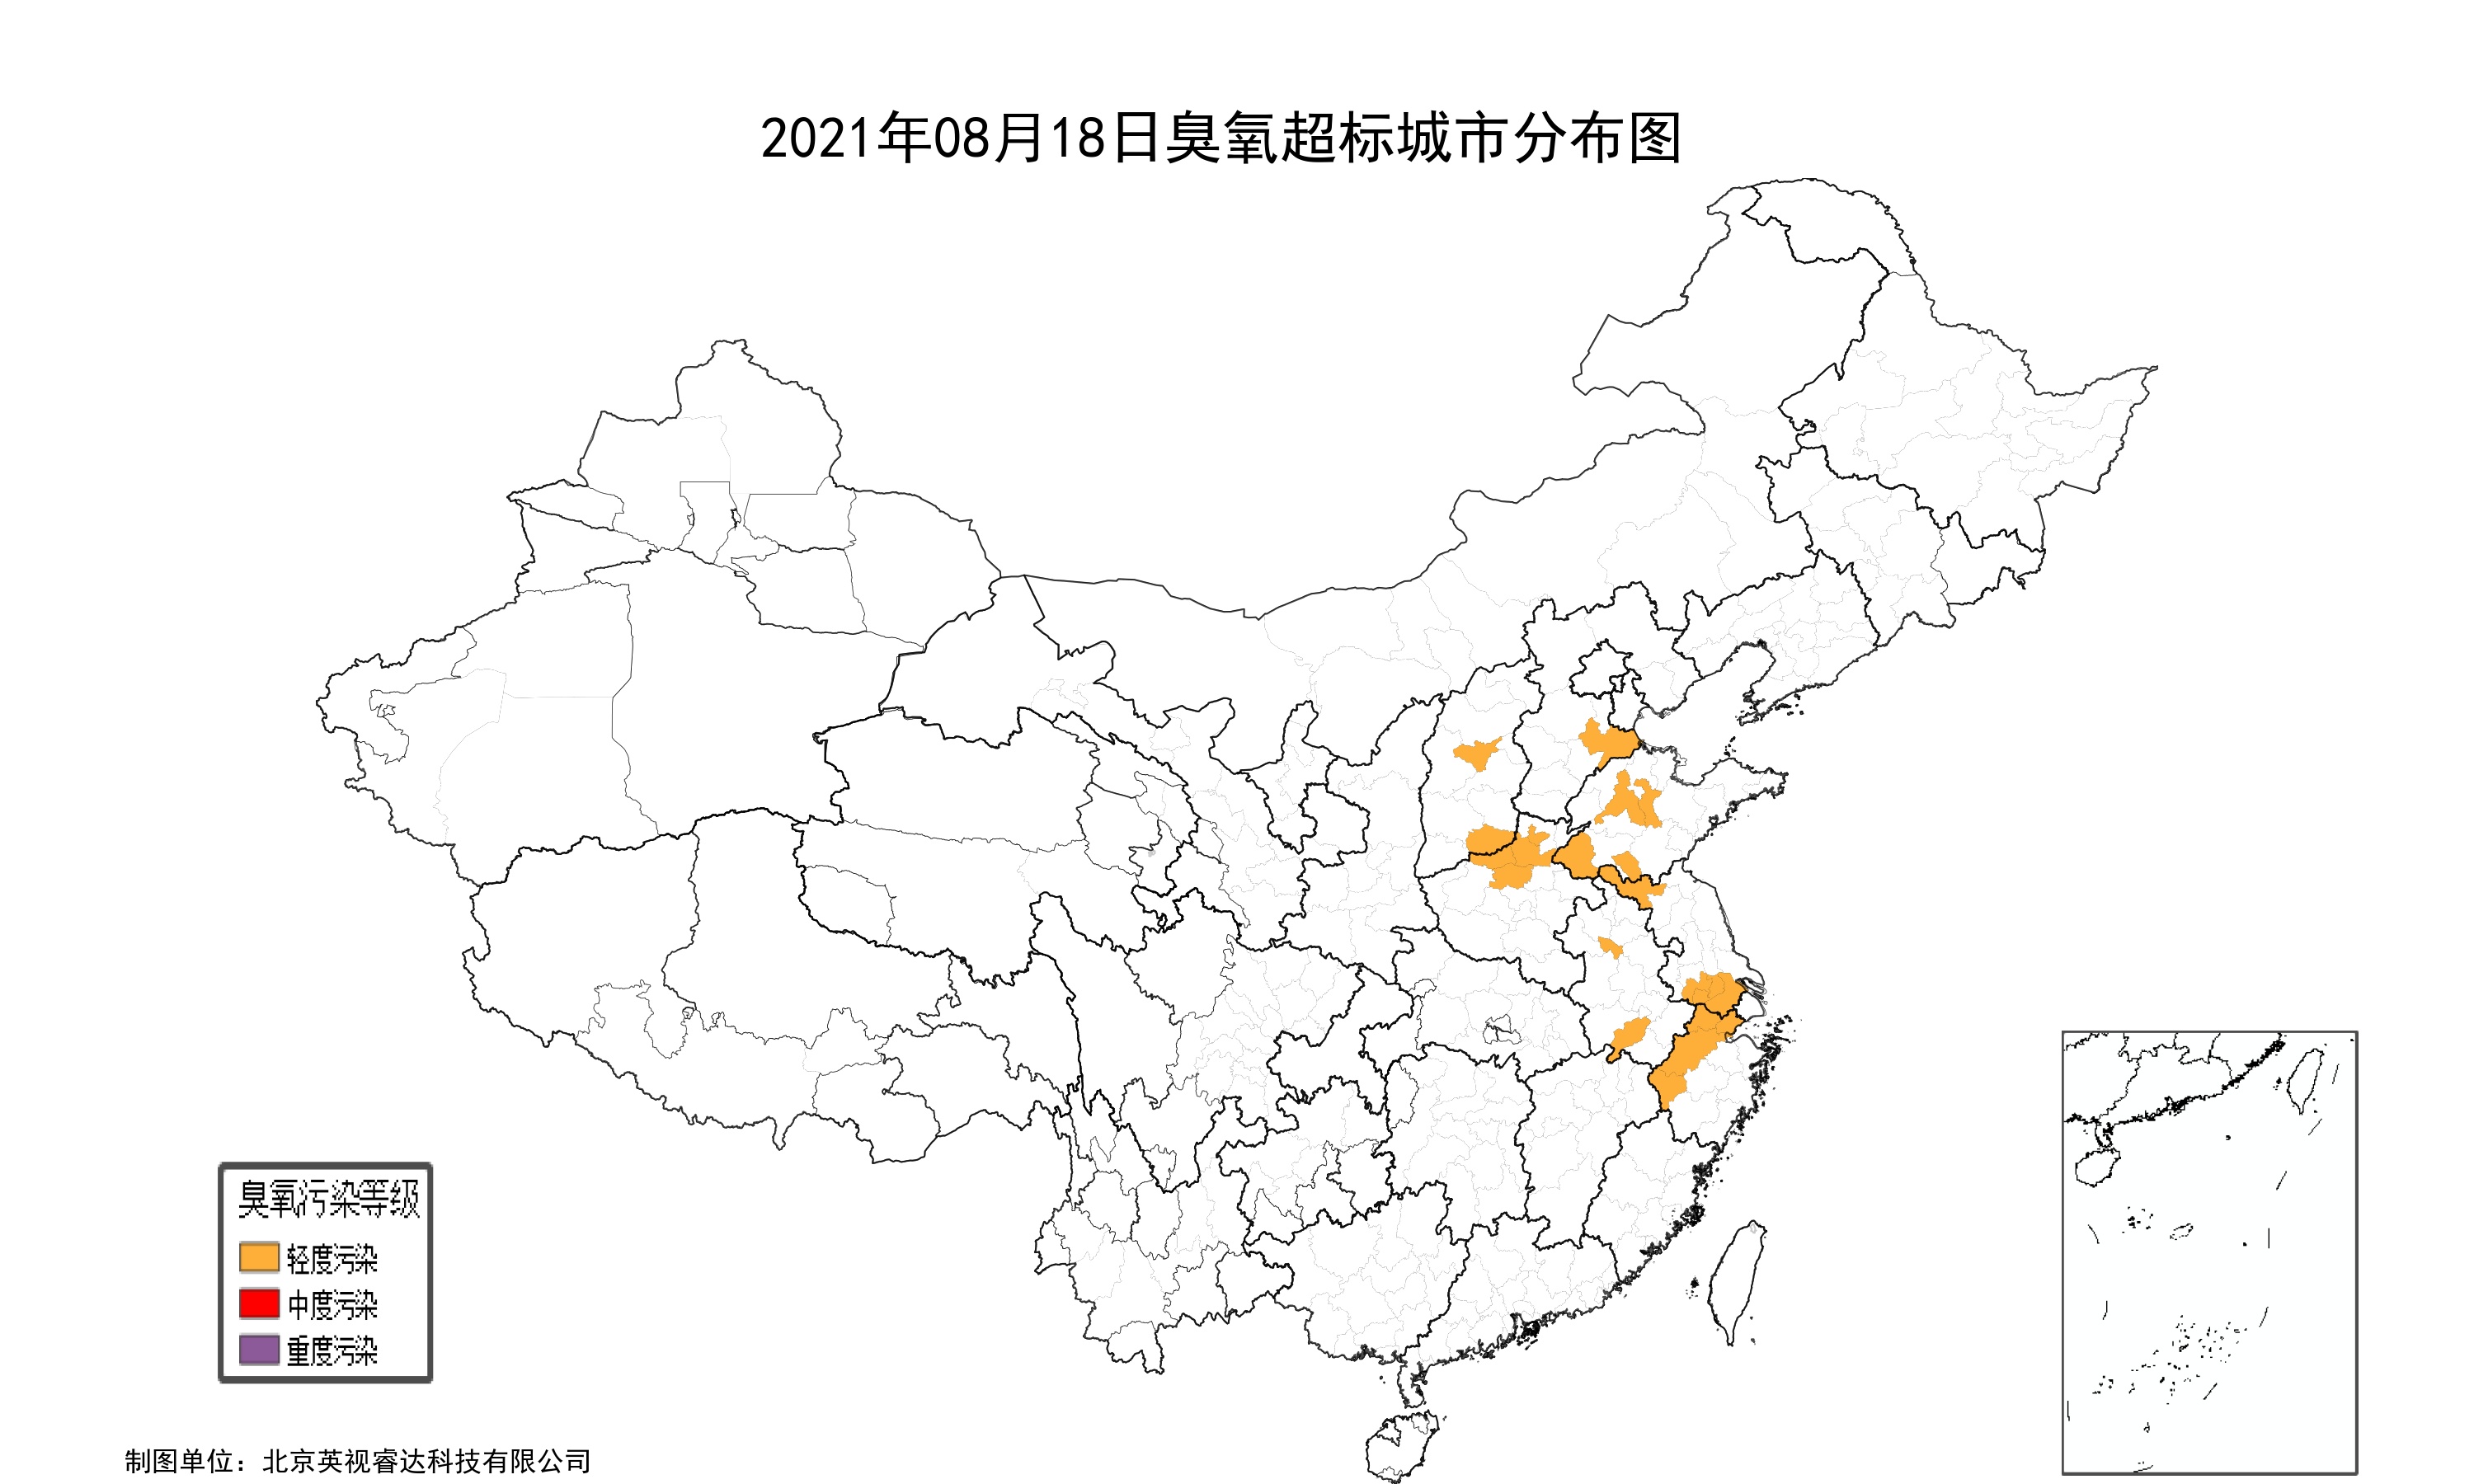 2021年08月18日臭氧超标城市分布图
臭氧污染等级
轻度污染
中度污染
重度污染
制图单位：北京英视睿达科技有限公司